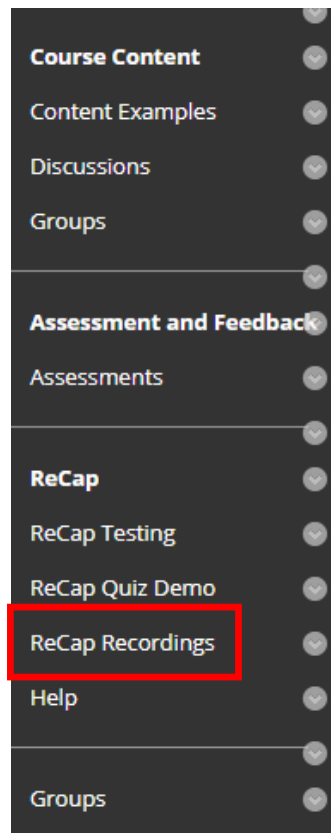 Course Content
Content Examples
Discussions
Groups
Assessment and Feedback
Assessments
ReCap
ReCap Testing
ReCap Quiz Demo
ReCap Recordings
Help
Groups